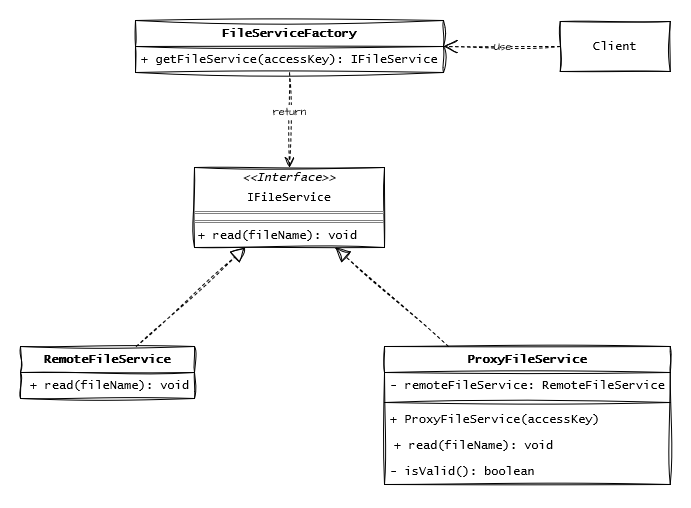 FileServiceFactory
+ getFileService(accessKey): IFileService
Use
Client
return
<<Interface>>
IFileService
+ read(fileName): void
RemoteFileService
+ read(fileName): void
ProxyFileService
- remoteFileService: RemoteFileService
+ ProxyFileService(accessKey)
+ read(fileName): void
- isValid(): boolean